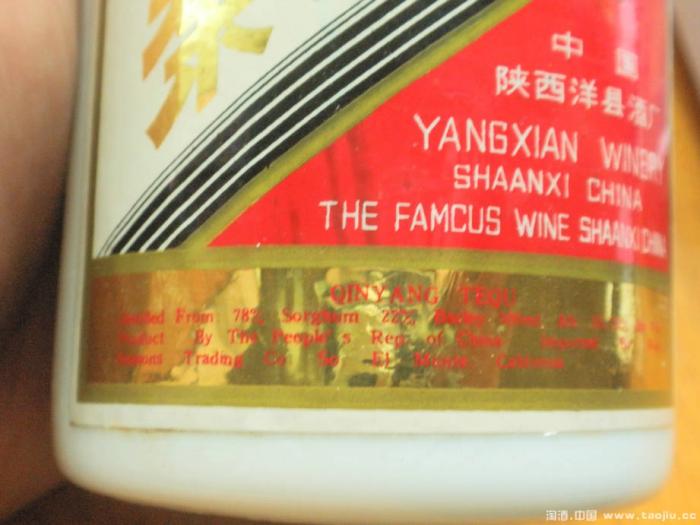 中国
陕西洋县酒厂
YANGXIAN WINERY
SHAANXI CHINA
THE FAMCUS WINE SHAANXI CHINA
QINYANG TEQU
From 78% Sorghum 22% Barley
Product By The People's Rep of China
Trading Co So El Monte California
淘酒.中国 www.taojiu.cc